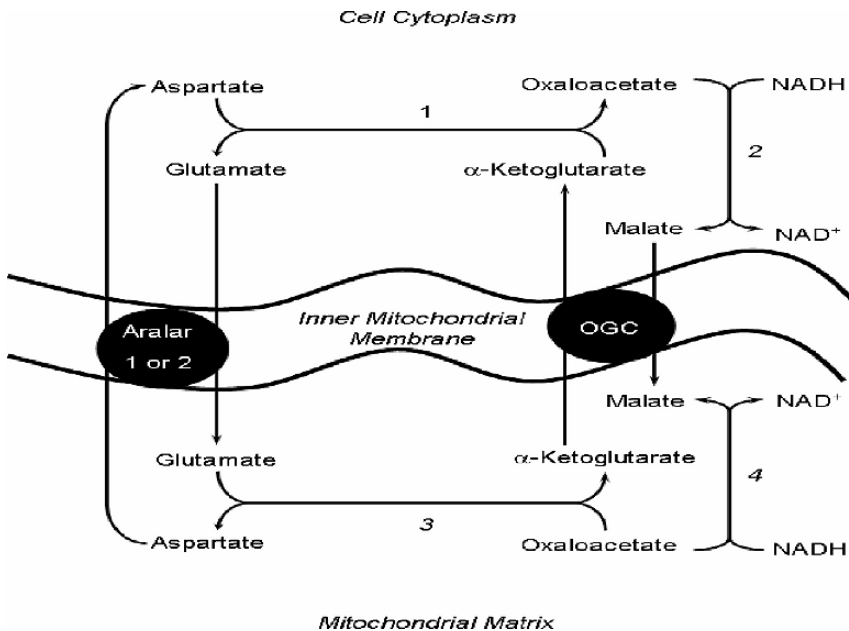 Cell Cytoplasm
Aspartate
Oxaloacetate
NADH
1
2
Glutamate
α-Ketoglutarate
Malate
NAD+
Aralar
1 or 2
Inner Mitochondrial
Membrane
OGC
Malate
NAD+
Glutamate
α-Ketoglutarate
4
3
Aspartate
Oxaloacetate
NADH
Mitochondrial Matrix